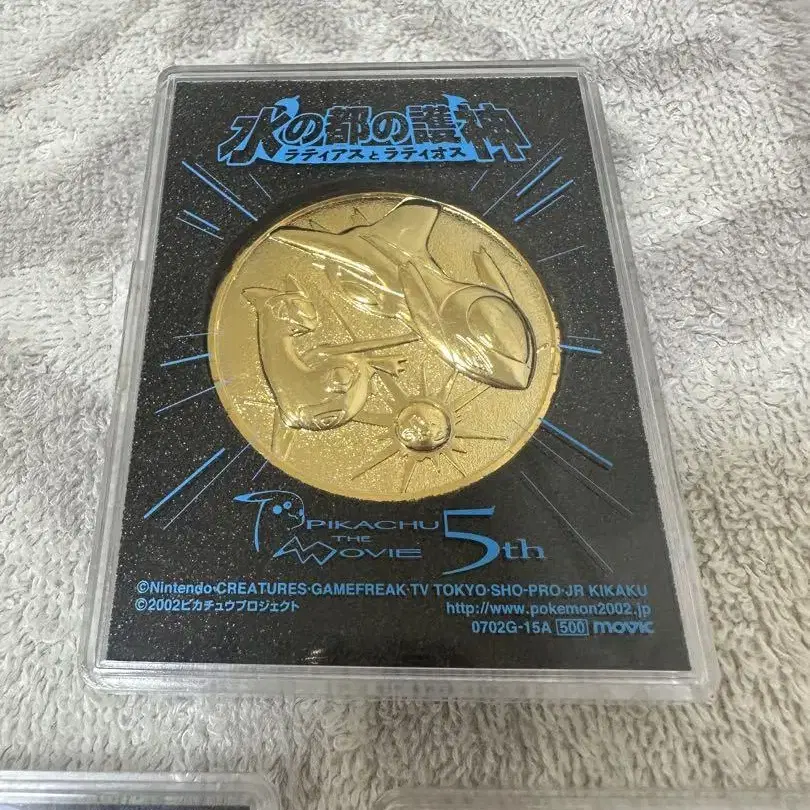 水の都の護神
ラティアスとラティオス
PIKACHU
THE
MOVIE
5th
©Nintendo·CREATURES·GAMEFREAK·TV TOKYO·SHO-PRO·JR KIKAKU
©2002ピカチュウプロジェクト
http://www.pokemon2002.jp
0702G-15A 500 movic